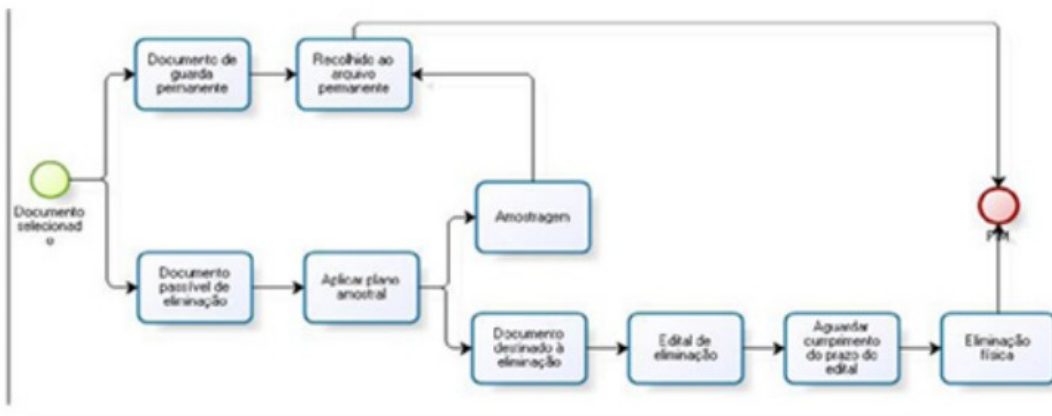 Documento de
guarda
permanente
Recolhido ao
arquivo
permanente
Documento
selecionad
o
Amostragem
FIM
Documento
passível de
eliminação
Aplicar plano
amostral
Documento
destinado à
eliminação
Edital de
eliminação
Aguardar
cumprimento
do prazo do
edital
Eliminação
física